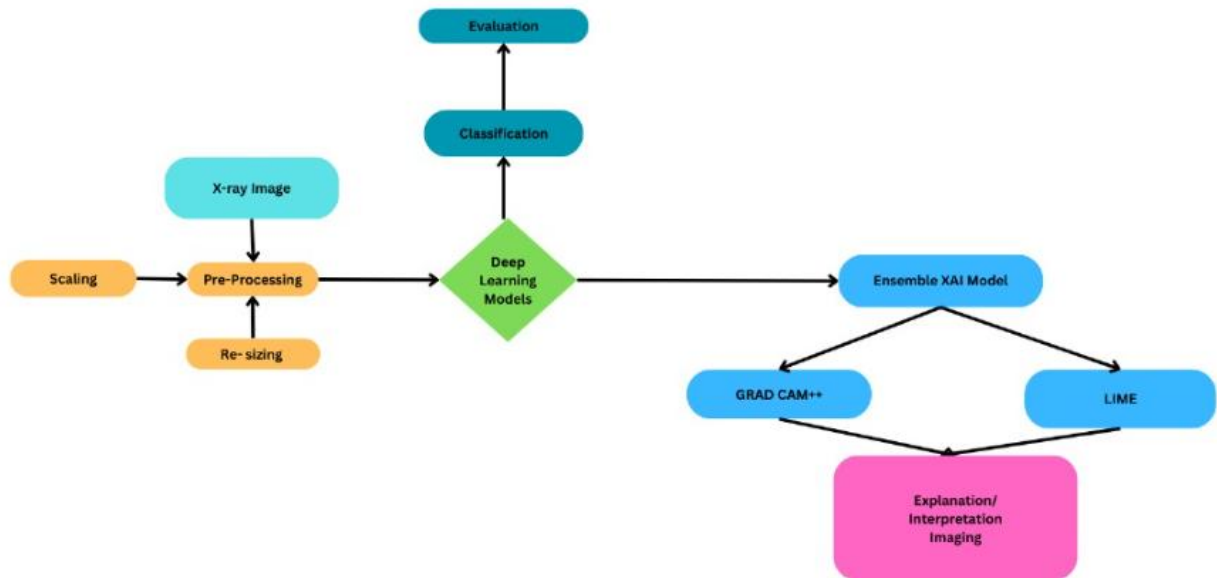 Evaluation
Classification
X-ray Image
Scaling
Pre-Processing
Re- sizing
Deep
Learning
Models
Ensemble XAI Model
GRAD CAM++
LIME
Explanation/
Interpretation
Imaging